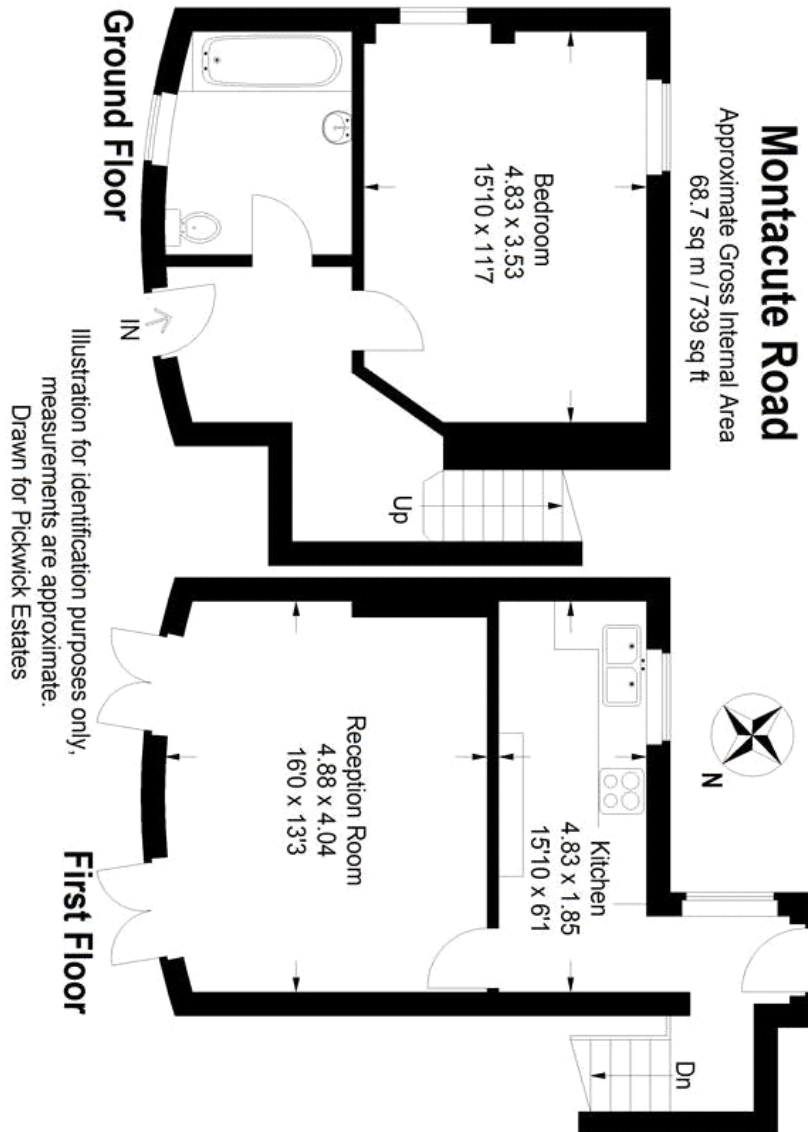 Montacute Road
Approximate Gross Internal Area
68.7 sq m / 739 sq ft
N
Bedroom
4.83 x 3.53
15'10 x 11'7
Up
IN
Ground Floor
Kitchen
4.83 x 1.85
15'10 x 6'1
Reception Room
4.88 x 4.04
16'0 x 13'3
Dn
First Floor
Illustration for identification purposes only,
measurements are approximate.
Drawn for Pickwick Estates